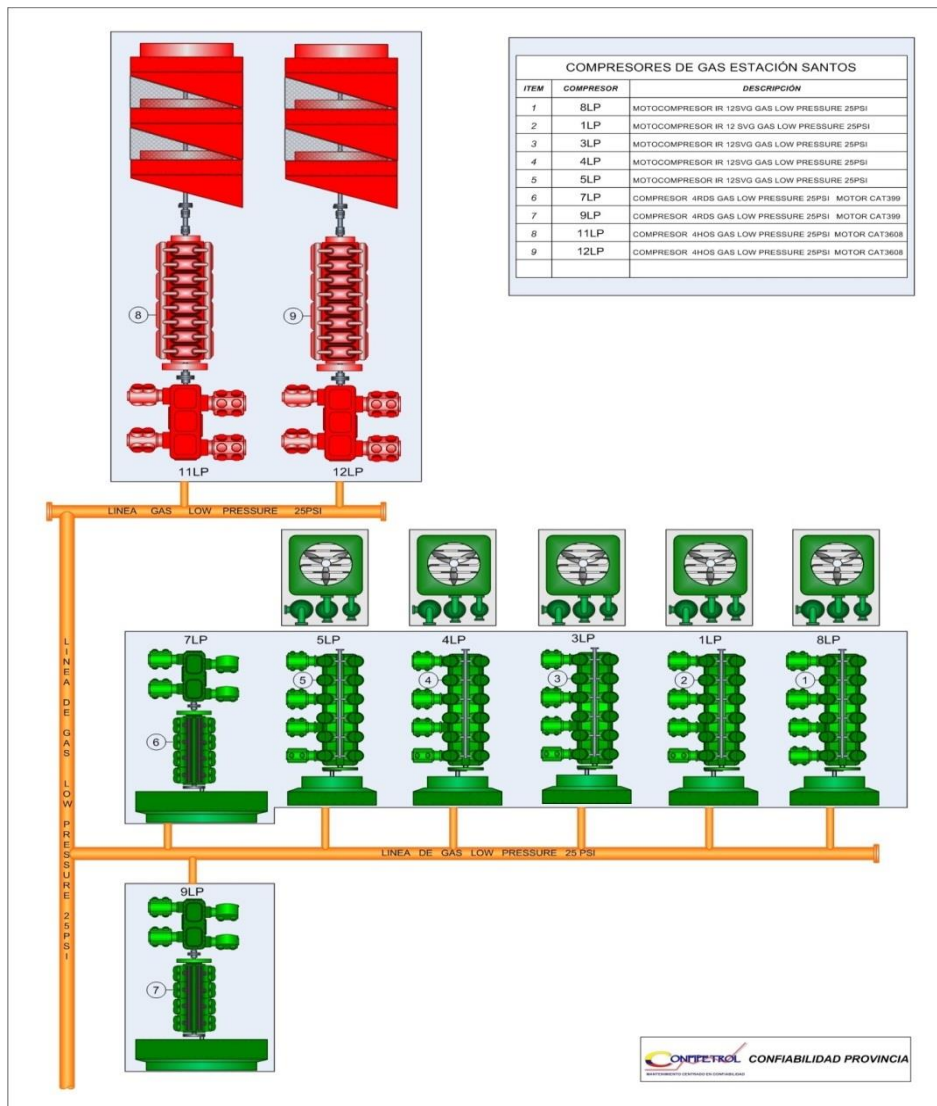 COMPRESORES DE GAS ESTACIÓN SANTOS
ITEM COMPRESOR DESCRIPCIÓN
1 8LP MOTOCOMPRESOR IR 12SVG GAS LOW PRESSURE 25PSI
2 1LP MOTOCOMPRESOR IR 12 SVG GAS LOW PRESSURE 25PSI
3 3LP MOTOCOMPRESOR IR 12SVG GAS LOW PRESSURE 25PSI
4 4LP MOTOCOMPRESOR IR 12SVG GAS LOW PRESSURE 25PSI
5 5LP MOTOCOMPRESOR IR 12SVG GAS LOW PRESSURE 25PSI
6 7LP COMPRESOR 4RDS GAS LOW PRESSURE 25PSI MOTOR CAT399
7 9LP COMPRESOR 4RDS GAS LOW PRESSURE 25PSI MOTOR CAT399
8 11LP COMPRESOR 4HOS GAS LOW PRESSURE 25PSI MOTOR CAT3608
9 12LP COMPRESOR 4HOS GAS LOW PRESSURE 25PSI MOTOR CAT3608
8 9
11LP 12LP
LINEA GAS LOW PRESSURE 25PSI
7LP 5LP 4LP 3LP 1LP 8LP
5 4 3 2 1
6
LINEA DE GAS LOW PRESSURE 25 PSI
LINEA DE GAS LOW PRESSURE 25PSI
9LP
7
CONFIPETROL CONFIABILIDAD PROVINCIA
MANTENIMIENTO CENTRADO EN CONFIABILIDAD